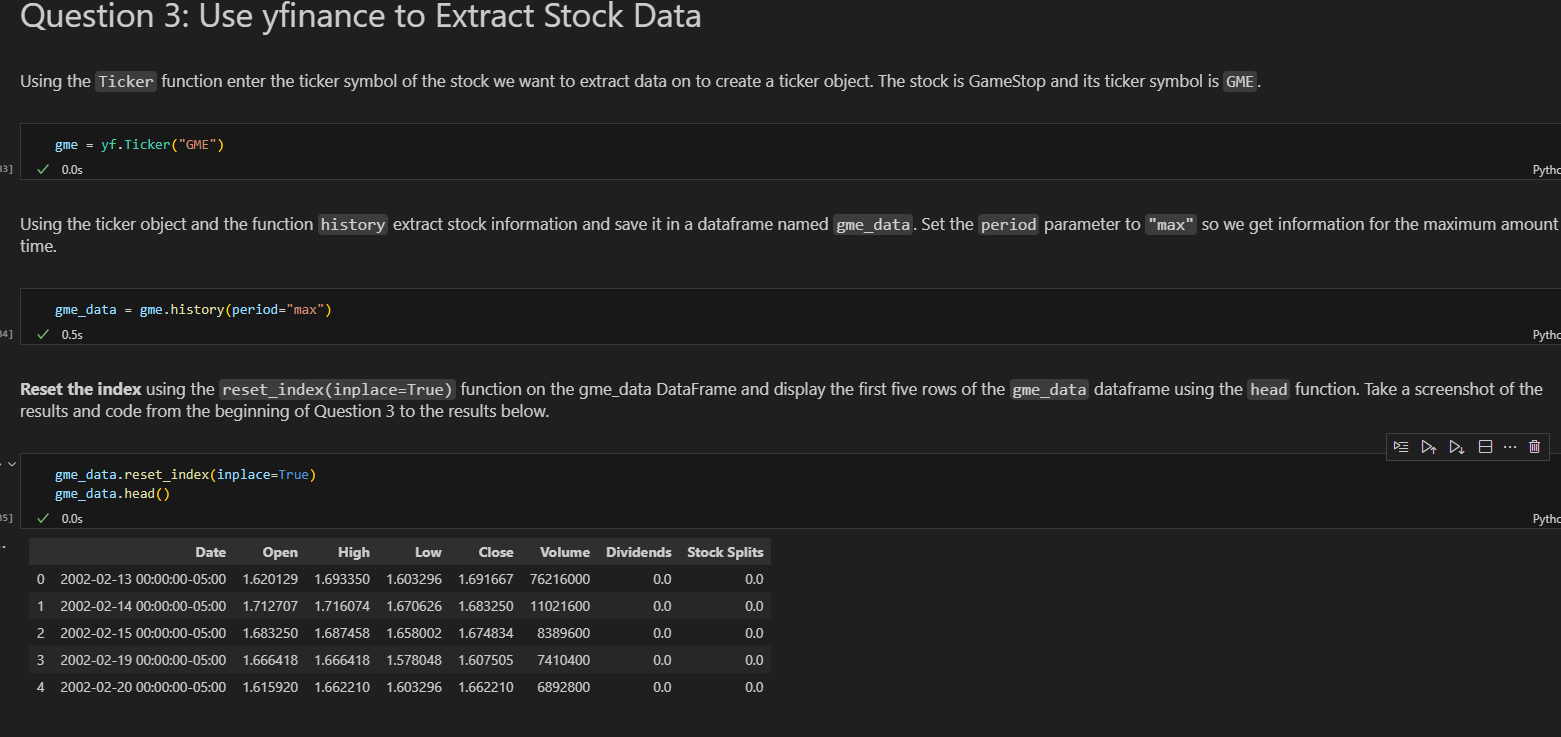 Question 3: Use yfinance to Extract Stock Data
Using the Ticker function enter the ticker symbol of the stock we want to extract data on to create a ticker object. The stock is GameStop and its ticker symbol is GME.
gme = yf.Ticker("GME")
33] 0.0s
Pytho
Using the ticker object and the function history extract stock information and save it in a dataframe named gme_data. Set the period parameter to "max" so we get information for the maximum amount
time.
gme_data = gme.history(period="max")
34] 0.5s
Pytho
Reset the index using the reset_index(inplace=True) function on the gme_data DataFrame and display the first five rows of the gme_data dataframe using the head function. Take a screenshot of the
results and code from the beginning of Question 3 to the results below.
gme_data.reset_index(inplace=True)
gme_data.head()
35] 0.0s
Pytho
Date Open High Low Close Volume Dividends Stock Splits
0 2002-02-13 00:00:00-05:00 1.620129 1.693350 1.603296 1.691667 76216000 0.0 0.0
1 2002-02-14 00:00:00-05:00 1.712707 1.716074 1.670626 1.683250 11021600 0.0 0.0
2 2002-02-15 00:00:00-05:00 1.683250 1.687458 1.658002 1.674834 8389600 0.0 0.0
3 2002-02-19 00:00:00-05:00 1.666418 1.666418 1.578048 1.607505 7410400 0.0 0.0
4 2002-02-20 00:00:00-05:00 1.615920 1.662210 1.603296 1.662210 6892800 0.0 0.0